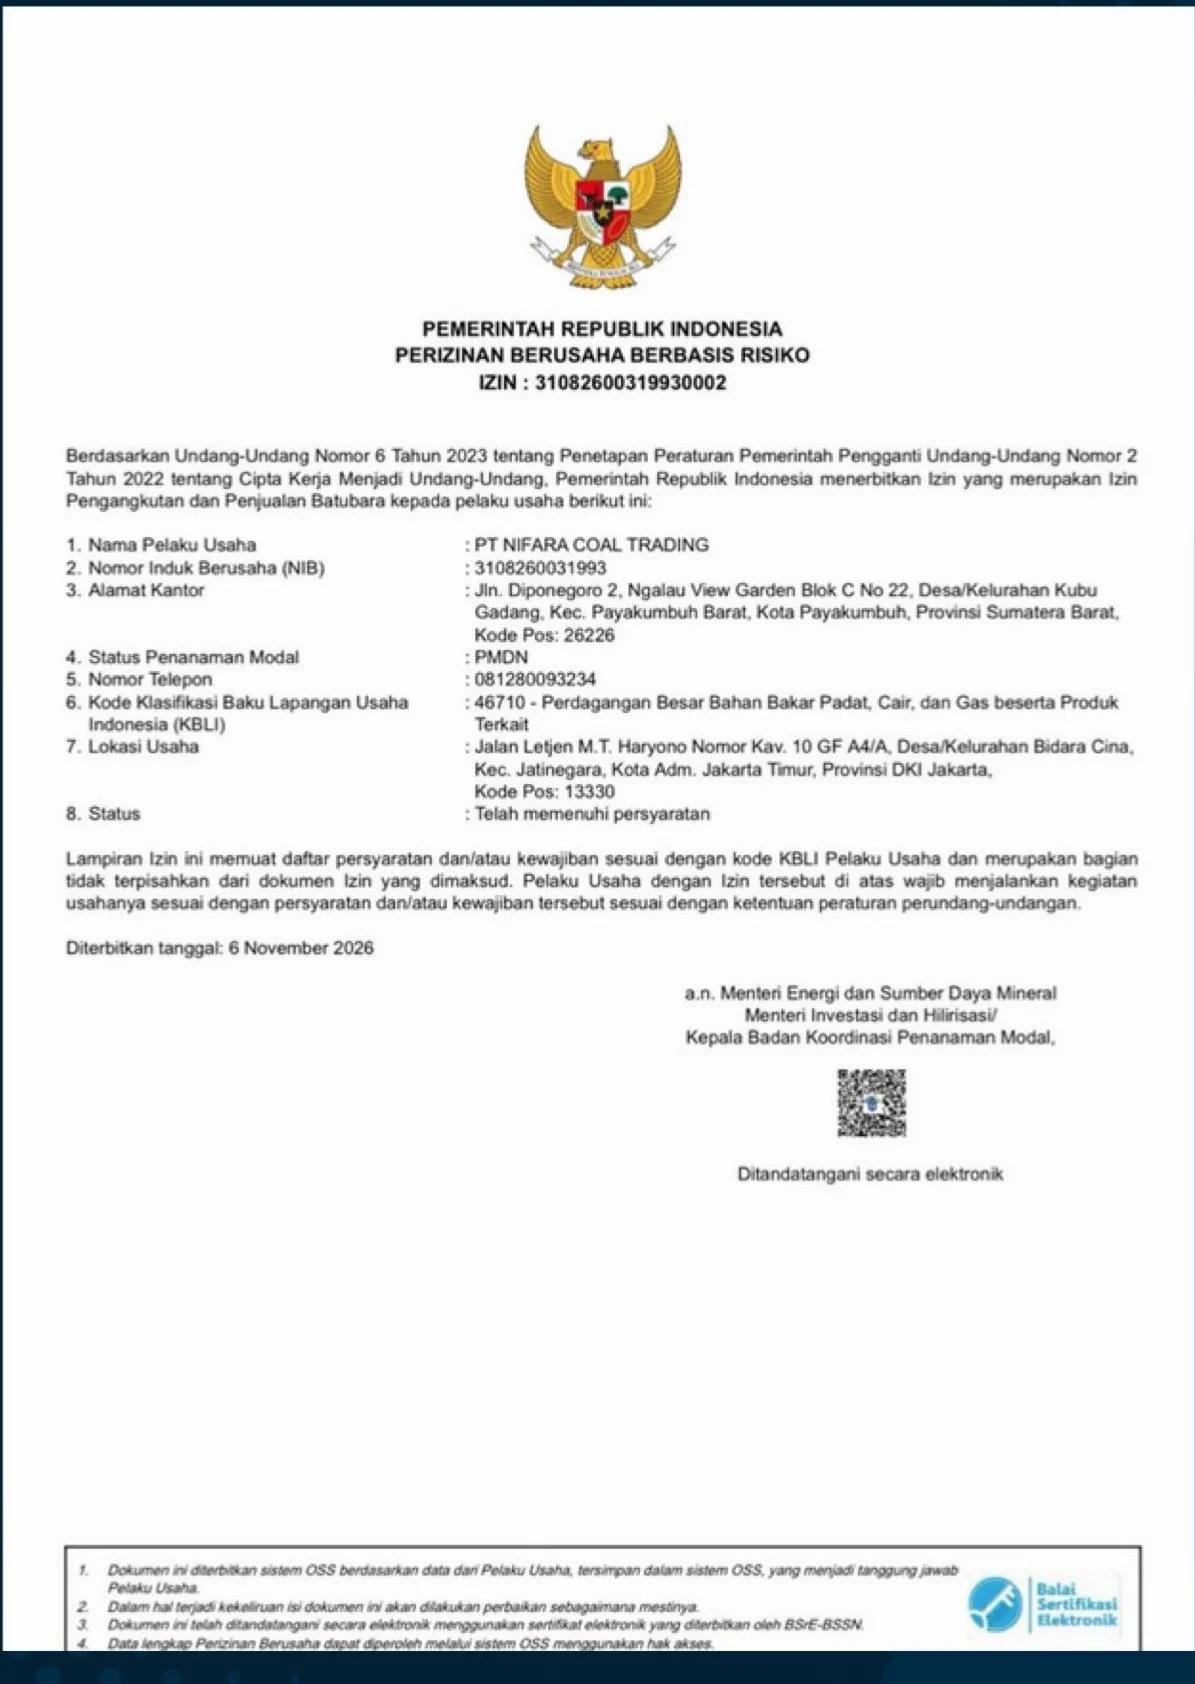 PEMERINTAH REPUBLIK INDONESIA
PERIZINAN BERUSAHA BERBASIS RISIKO
IZIN : 31082600319930002
Berdasarkan Undang-Undang Nomor 6 Tahun 2023 tentang Penetapan Peraturan Pemerintah Pengganti Undang-Undang Nomor 2
Tahun 2022 tentang Cipta Kerja Menjadi Undang-Undang, Pemerintah Republik Indonesia menerbitkan Izin yang merupakan Izin
Pengangkutan dan Penjualan Batubara kepada pelaku usaha berikut ini:
1. Nama Pelaku Usaha : PT NIFARA COAL TRADING
2. Nomor Induk Berusaha (NIB) : 3108260031993
3. Alamat Kantor : Jln. Diponegoro 2, Ngalau View Garden Blok C No 22, Desa/Kelurahan Kubu
Gadang, Kec. Payakumbuh Barat, Kota Payakumbuh, Provinsi Sumatera Barat,
Kode Pos: 26226
4. Status Penanaman Modal : PMDN
5. Nomor Telepon : 081280093234
6. Kode Klasifikasi Baku Lapangan Usaha : 46710 - Perdagangan Besar Bahan Bakar Padat, Cair, dan Gas beserta Produk
Indonesia (KBLI) Terkait
7. Lokasi Usaha : Jalan Letjen M.T. Haryono Nomor Kav. 10 GF A4/A, Desa/Kelurahan Bidara Cina,
Kec. Jatinegara, Kota Adm. Jakarta Timur, Provinsi DKI Jakarta,
Kode Pos: 13330
8. Status : Telah memenuhi persyaratan
Lampiran Izin ini memuat daftar persyaratan dan/atau kewajiban sesuai dengan kode KBLI Pelaku Usaha dan merupakan bagian
tidak terpisahkan dari dokumen Izin yang dimaksud. Pelaku Usaha dengan Izin tersebut di atas wajib menjalankan kegiatan
usahanya sesuai dengan persyaratan dan/atau kewajiban tersebut sesuai dengan ketentuan peraturan perundang-undangan.
Diterbitkan tanggal: 6 November 2026
a.n. Menteri Energi dan Sumber Daya Mineral
Menteri Investasi dan Hilirisasi/
Kepala Badan Koordinasi Penanaman Modal,
Ditandatangani secara elektronik
1. Dokumen ini diterbitkan sistem OSS berdasarkan data dari Pelaku Usaha, tersimpan dalam sistem OSS, yang menjadi tanggung jawab
Pelaku Usaha.
2. Dalam hal terjadi kekeliruan isi dokumen ini akan dilakukan perbaikan sebagaimana mestinya.
3. Dokumen ini telah ditandatangani secara elektronik menggunakan sertifikat elektronik yang diterbitkan oleh BSrE-BSSN.
4. Data lengkap Perizinan Berusaha dapat diperoleh melalui sistem OSS menggunakan hak akses.
Balai
Sertifikasi
Elektronik